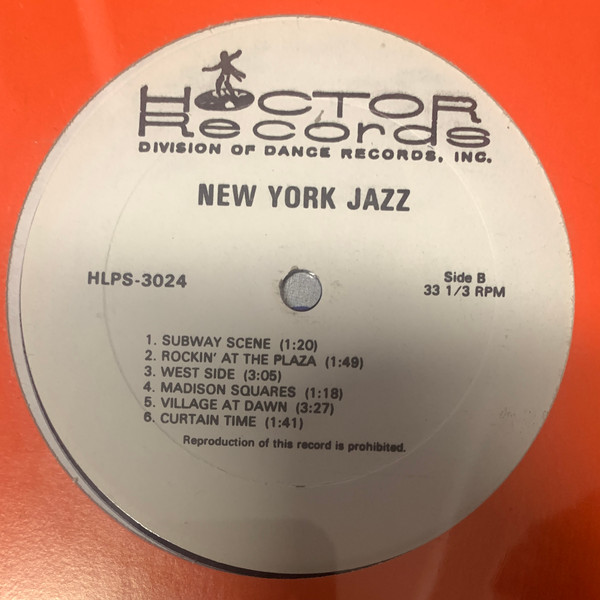 HOCTOR
Records
DIVISION OF DANCE RECORDS, INC.
NEW YORK JAZZ
HLPS-3024
Side B
33 1/3 RPM
1. SUBWAY SCENE (1:20)
2. ROCKIN' AT THE PLAZA (1:49)
3. WEST SIDE (3:05)
4. MADISON SQUARES (1:18)
5. VILLAGE AT DAWN (3:27)
6. CURTAIN TIME (1:41)
Reproduction of this record is prohibited.